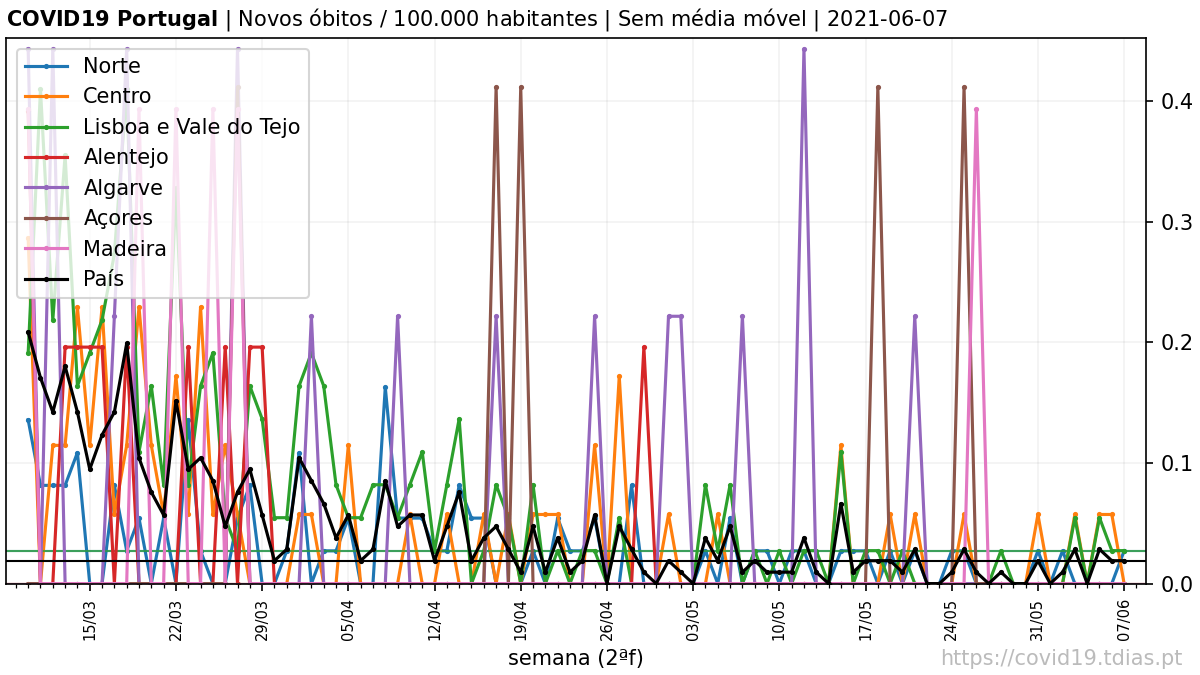 COVID19 Portugal | Novos óbitos / 100.000 habitantes | Sem média móvel | 2021-06-07
Norte
Centro
Lisboa e Vale do Tejo
Alentejo
Algarve
Açores
Madeira
País
0.4
0.3
0.2
0.1
0.0
15/03 22/03 29/03 05/04 12/04 19/04 26/04 03/05 10/05 17/05 24/05 31/05 07/06
semana (2ªf)
https://covid19.tdias.pt